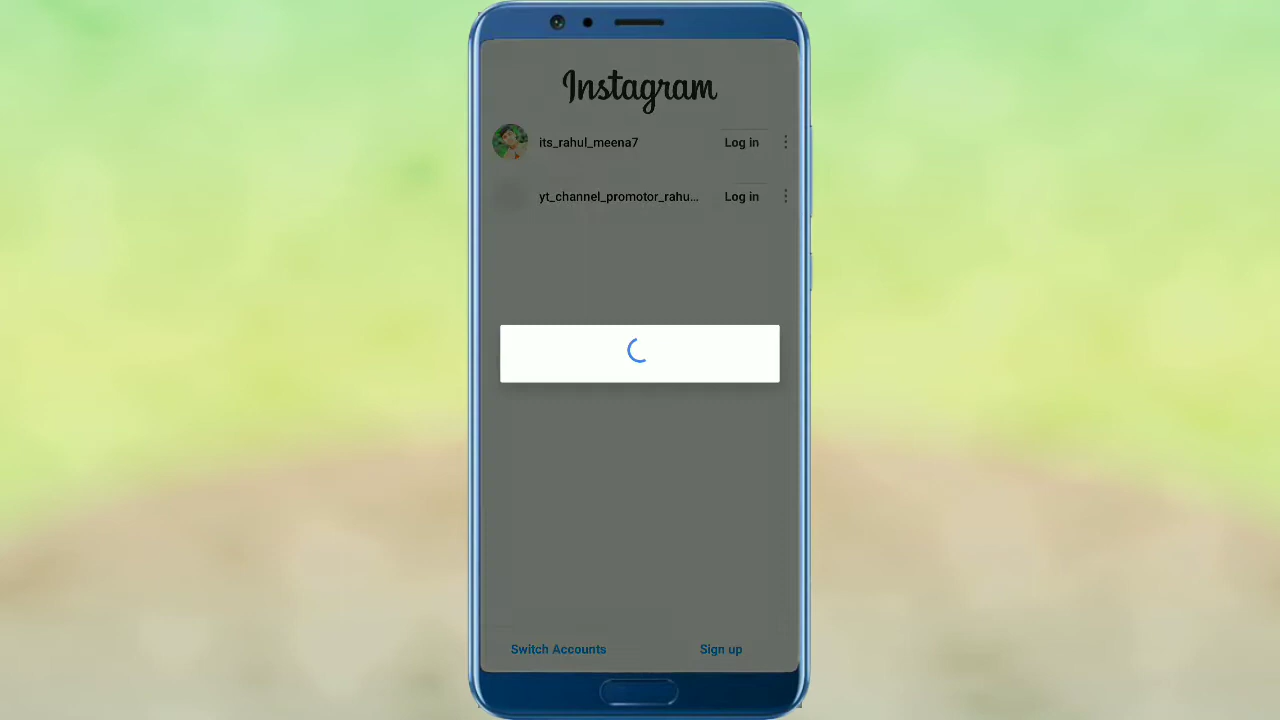 Instagram
its_rahul_meena7 Log in
yt_channel_promotor_rahu... Log in
Switch Accounts Sign up